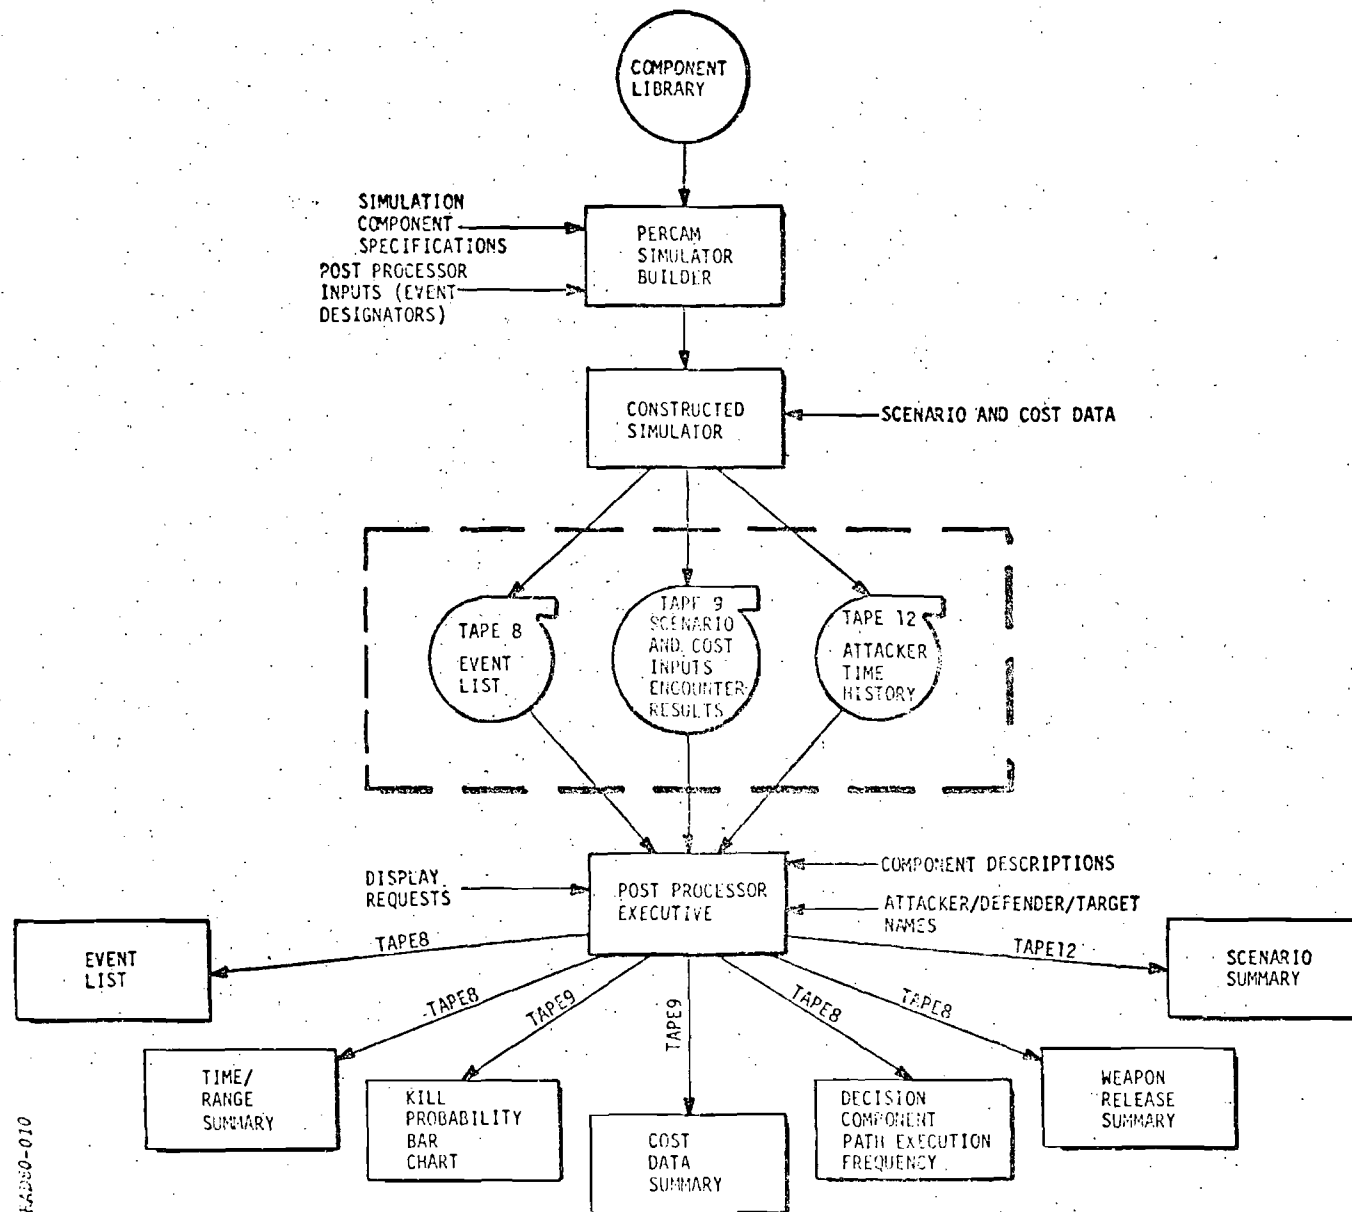 COMPONENT
LIBRARY
SIMULATION
COMPONENT
SPECIFICATIONS
POST PROCESSOR
INPUTS (EVENT
DESIGNATORS)
PERCAM
SIMULATOR
BUILDER
CONSTRUCTED
SIMULATOR
SCENARIO AND COST DATA
TAPE 8
EVENT
LIST
TAPE 9
SCENARIO
AND COST
INPUTS
ENCOUNTER
RESULTS
TAPE 12
ATTACKER
TIME
HISTORY
DISPLAY
REQUESTS
POST PROCESSOR
EXECUTIVE
COMPONENT DESCRIPTIONS
ATTACKER/DEFENDER/TARGET
NAMES
TAPE8
TAPE12
EVENT
LIST
SCENARIO
SUMMARY
TAPE8
TAPE9
TAPE9
TAPE8
TAPE8
TIME/
RANGE
SUMMARY
KILL
PROBABILITY
BAR
CHART
COST
DATA
SUMMARY
DECISION
COMPONENT
PATH EXECUTION
FREQUENCY
WEAPON
RELEASE
SUMMARY